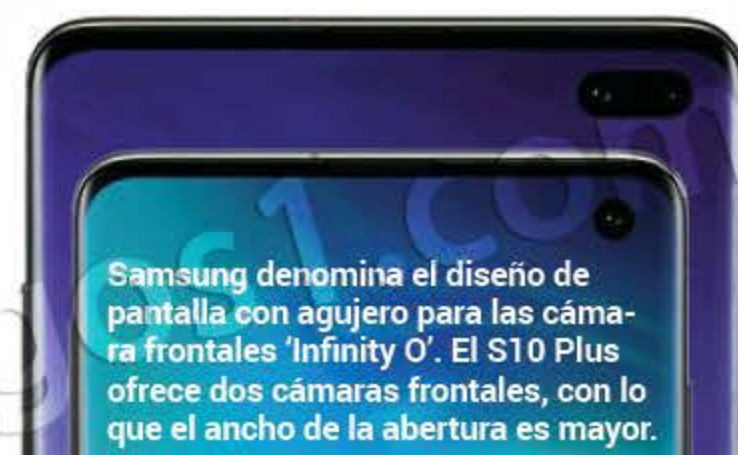 Samsung denomina el diseño de
pantalla con agujero para las cáma-
ra frontales ‘Infinity O’. El S10 Plus
ofrece dos cámaras frontales, con lo
que el ancho de la abertura es mayor.